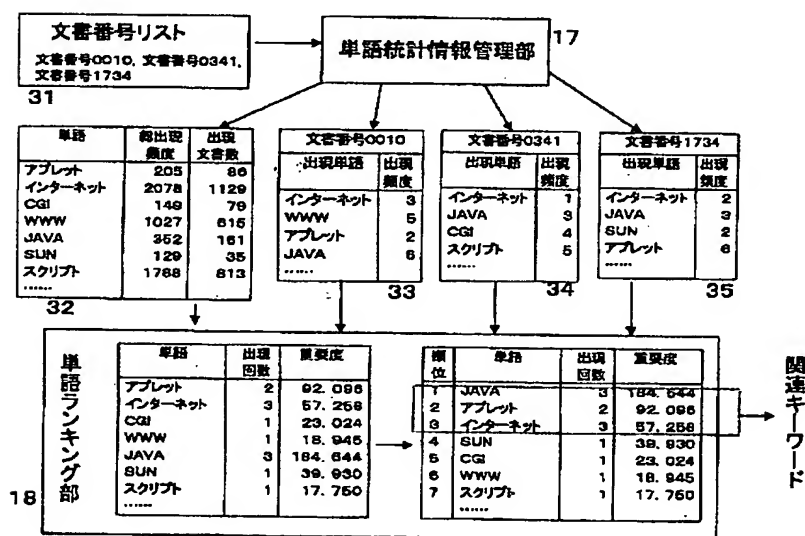 文書番号リスト
文書番号0010, 文書番号0341,
文書番号1734
31
単語統計情報管理部
17
単語 総出現頻度 出現文書数
アプレット 205 86
インターネット 2078 1129
CGI 149 79
WWW 1027 615
JAVA 352 161
SUN 129 35
スクリプト 1788 813
......
32
文書番号0010
出現単語 出現頻度
インターネット 3
WWW 5
アプレット 2
JAVA 6
......
33
文書番号0341
出現単語 出現頻度
インターネット 1
JAVA 3
CGI 4
スクリプト 5
......
34
文書番号1734
出現単語 出現頻度
インターネット 2
JAVA 3
SUN 2
アプレット 6
......
35
単語ランキング部
18
単語 出現回数 重要度
アプレット 2 92.096
インターネット 3 57.258
CGI 1 23.024
WWW 1 18.945
JAVA 3 184.644
SUN 1 39.930
スクリプト 1 17.750
......
順位 単語 出現回数 重要度
1 JAVA 3 184.644
2 アプレット 2 92.096
3 インターネット 3 57.258
4 SUN 1 39.930
5 CGI 1 23.024
6 WWW 1 18.945
7 スクリプト 1 17.750
......
関連キーワード